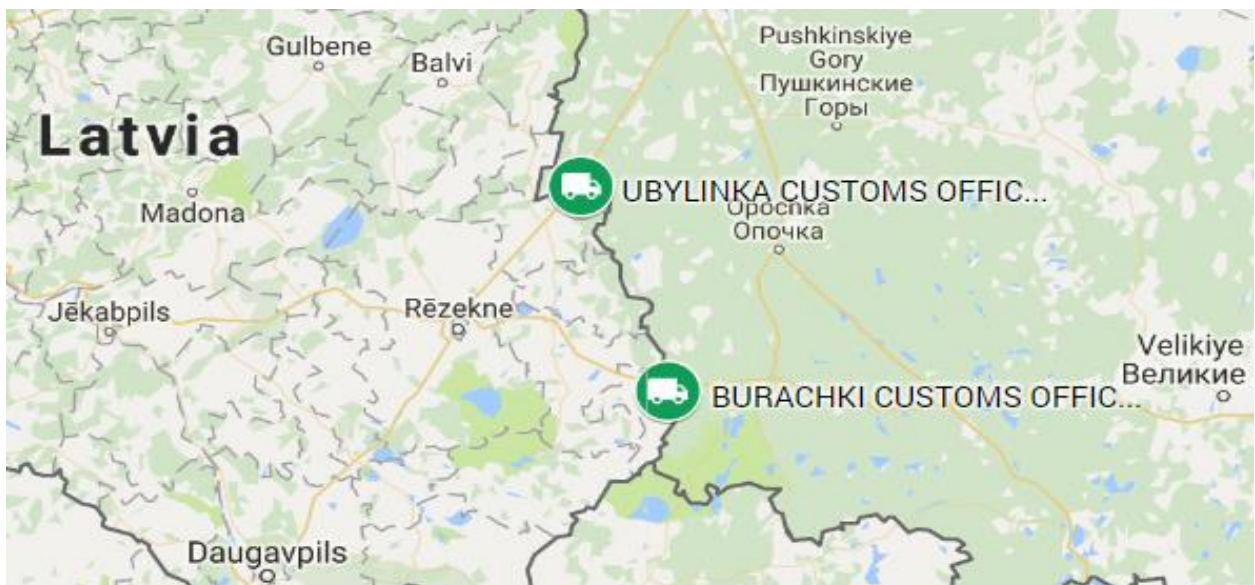 Gulbene
Balvi
Pushkinskiye
Gory
Пушкинские
Горы
Latvia
Madona
UBYLINKA CUSTOMS OFFIC...
Opochka
Опочка
Jēkabpils
Rēzekne
Velikiye
Великие
BURACHKI CUSTOMS OFFIC...
Daugavpils